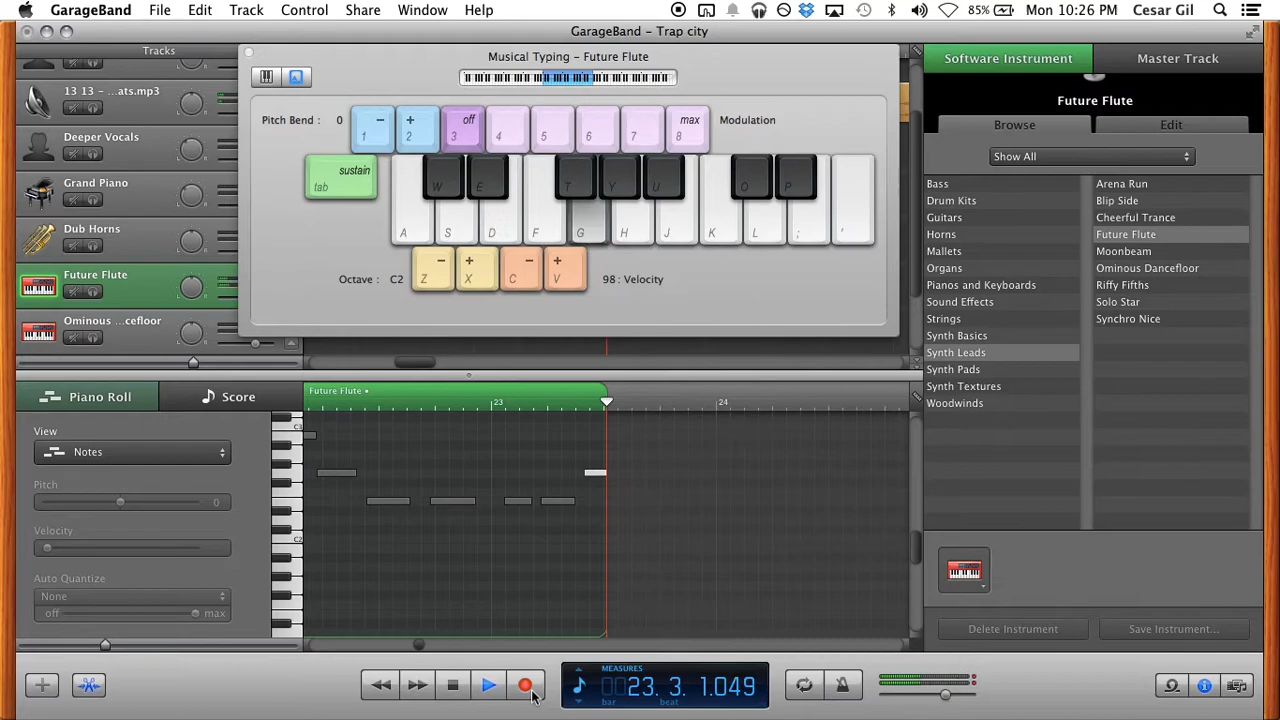 GarageBand File Edit Track Control Share Window Help 85% Mon 10:26 PM Cesar Gil
GarageBand - Trap city
Tracks
13 13 – ...ats.mp3
Deeper Vocals
Grand Piano
Dub Horns
Future Flute
Ominous ...cefloor
Musical Typing - Future Flute
Pitch Bend : 0
− 1
+ 2
off 3
4
5
6
7
max 8
Modulation
sustain
tab
W E T Y U O P
A S D F G H J K L ; '
Octave : C2
− Z
+ X
− C
+ V
98 : Velocity
Software Instrument Master Track
Future Flute
Browse Edit
Show All
Bass
Drum Kits
Guitars
Horns
Mallets
Organs
Pianos and Keyboards
Sound Effects
Strings
Synth Basics
Synth Leads
Synth Pads
Synth Textures
Woodwinds
Arena Run
Blip Side
Cheerful Trance
Future Flute
Moonbeam
Ominous Dancefloor
Riffy Fifths
Solo Star
Synchro Nice
Delete Instrument Save Instrument...
Piano Roll Score
View
Notes
Pitch
0
Velocity
Auto Quantize
None
off max
Future Flute •
23 24
C3
C2
MEASURES
23. 3. 1.049
bar beat